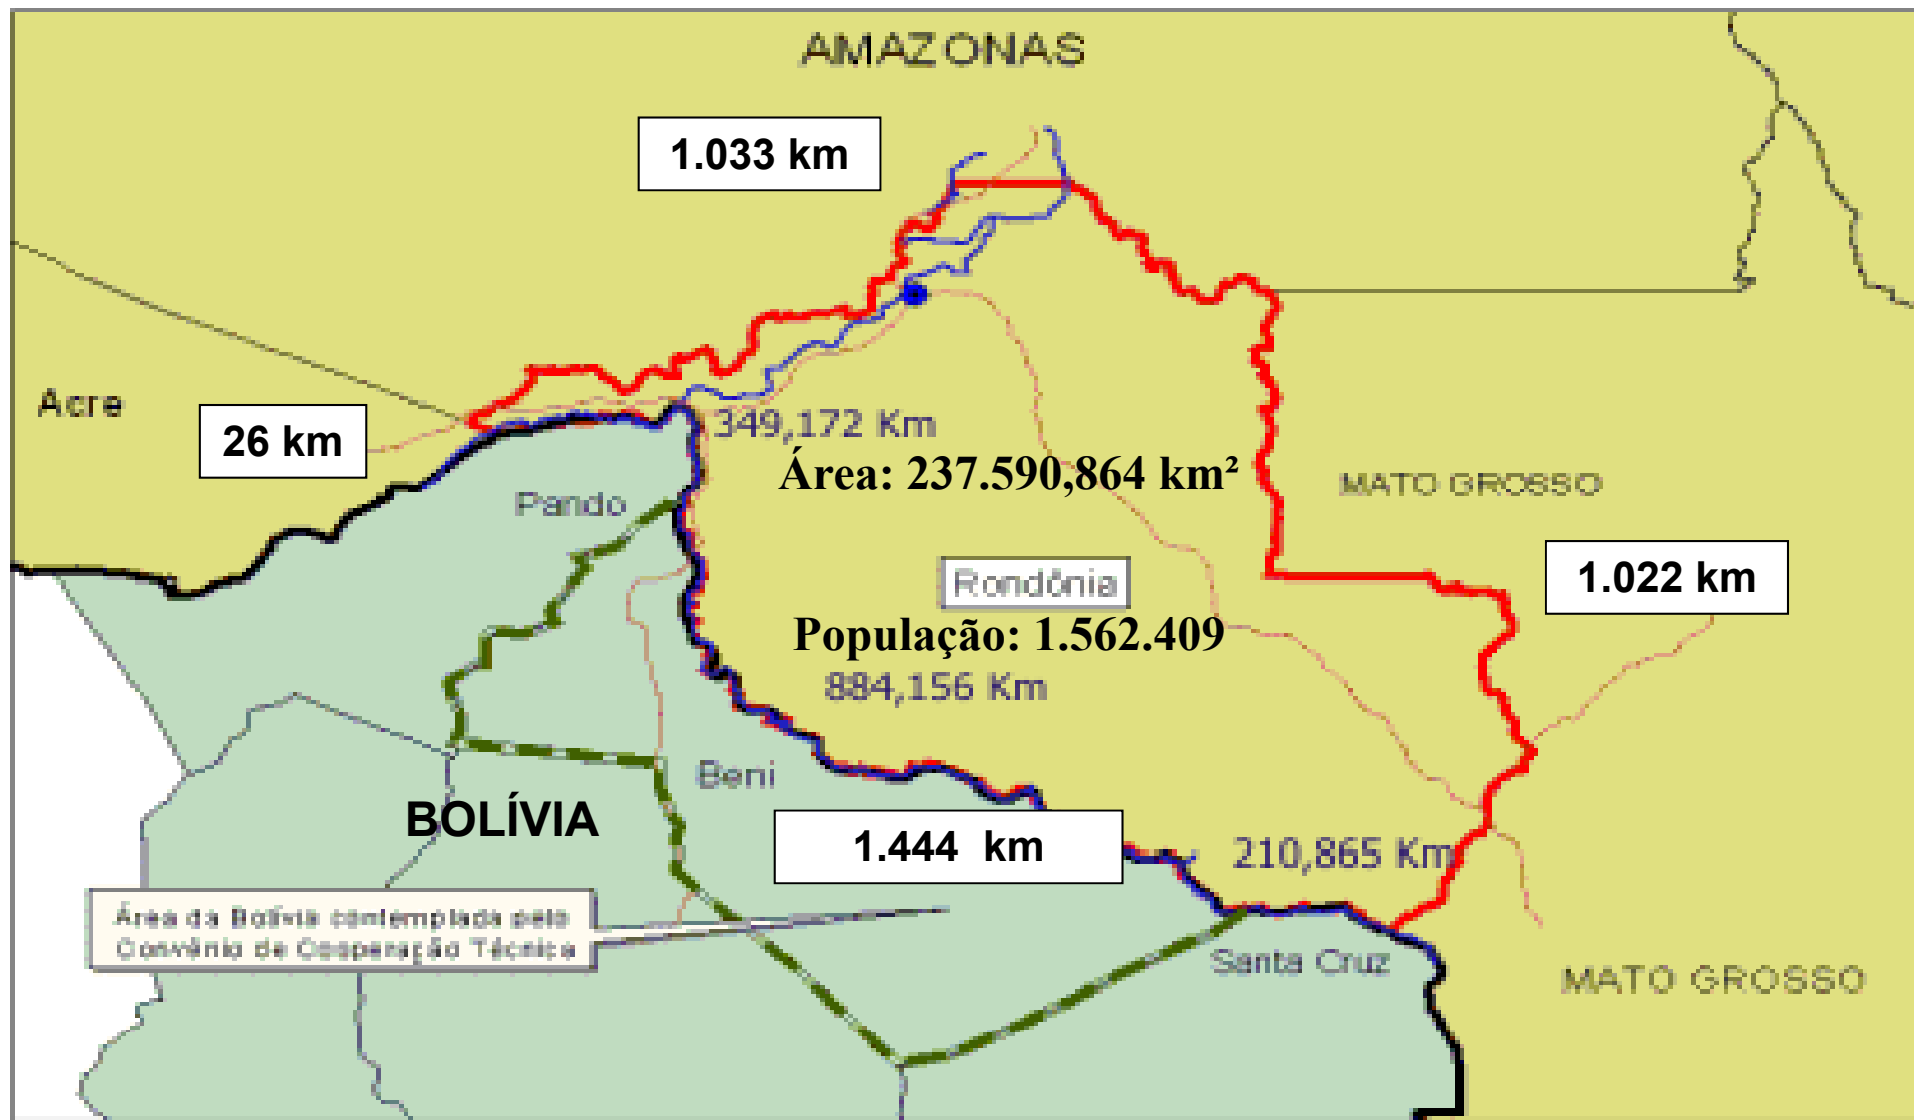 AMAZONAS
1.033 km
Acre
26 km
349,172 Km
Área: 237.590,864 km²
MATO GROSSO
Pando
Rondônia
1.022 km
População: 1.562.409
884,156 Km
Beni
BOLÍVIA
1.444 km
210,865 Km
Área da Bolívia contemplada pelo
Convênio de Cooperação Técnica
Santa Cruz
MATO GROSSO